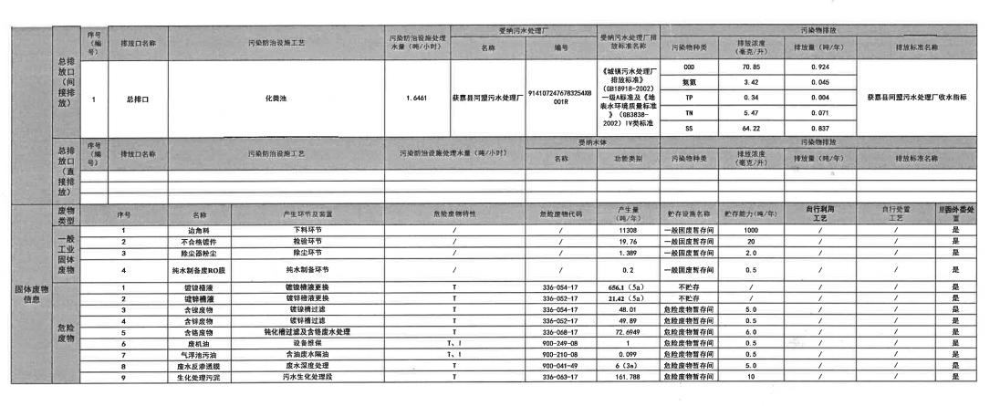 总排放口（间接排放）
序号（编号）
排放口名称
污染防治设施工艺
污染防治设施处理水量（吨/小时）
受纳污水处理厂
名称
编号
受纳污水处理厂排放标准名称
污染物排放
污染物种类
排放浓度（毫克/升）
排放量（吨/年）
排放标准名称
1
总排口
化粪池
1.6461
获嘉县同盟污水处理厂
9141072476783254XB001R
《城镇污水处理厂排放标准》（GB18918-2002）一级A标准及《地表水环境质量标准》（GB3838-2002）IV类标准
COD 70.85 0.924
氨氮 3.42 0.045
TP 0.34 0.004
TN 5.47 0.071
SS 64.22 0.837
获嘉县同盟污水处理厂收水指标
总排放口（直接排放）
序号（编号）
排放口名称
污染防治设施工艺
污染防治设施处理水量（吨/小时）
受纳水体
名称
功能类别
污染物排放
污染物种类
排放浓度（毫克/升）
排放量（吨/年）
排放标准名称
固体废物信息
废物类型 序号 名称 产生环节及装置 危险废物特性 危险废物代码 产生量（吨/年） 贮存设施名称 贮存能力(吨/年) 自行利用工艺 自行处置工艺 是否外委处置
一般工业固体废物
1 边角料 下料环节 / / 11308 一般固废暂存间 1000 / / 是
2 不合格镀件 检验环节 / / 19.76 一般固废暂存间 20 / / 是
3 除尘器粉尘 除尘环节 / / 1.389 一般固废暂存间 2.0 / / 是
4 纯水制备废RO膜 纯水制备环节 / / 0.2 一般固废暂存间 0.5 / / 是
危险废物
1 镀镍槽液 镀镍槽液更换 T 336-054-17 656.1（5a） 不贮存 / / / 是
2 镀锌槽液 镀锌槽液更换 T 336-052-17 21.42（5a） 不贮存 / / / 是
3 含镍废物 镀镍槽过滤 T 336-054-17 48.01 危险废物暂存间 5.0 / / 是
4 含锌废物 镀锌槽过滤 T 336-052-17 49.89 危险废物暂存间 0.5 / / 是
5 含铬废物 钝化槽过滤及含铬废水处理 T 336-068-17 72.6949 危险废物暂存间 6.0 / / 是
6 废机油 设备维保 T、I 900-249-08 1 危险废物暂存间 0.5 / / 是
7 气浮池污油 含油废水隔油 T、I 900-210-08 0.099 危险废物暂存间 0.5 / / 是
8 废水反渗透膜 废水深度处理 T 900-041-49 6（3a） 危险废物暂存间 5.0 / / 是
9 生化处理污泥 污水生化处理段 T 336-063-17 161.788 危险废物暂存间 10 / / 是